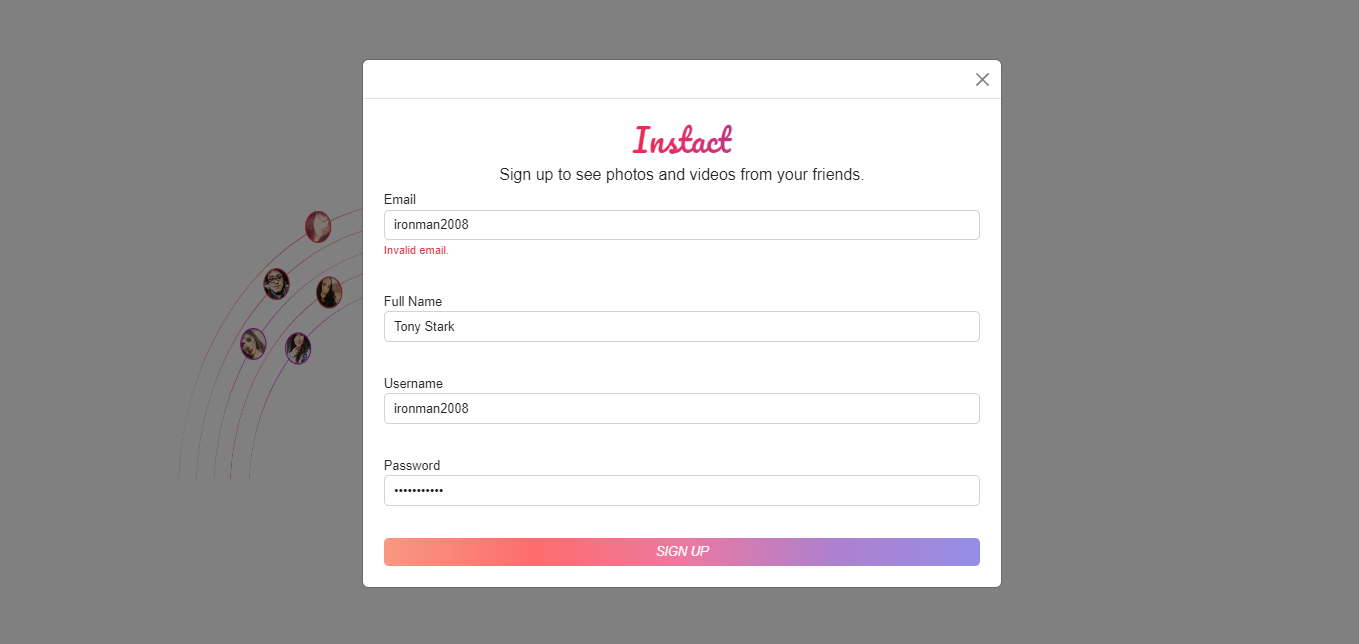 Instact
Sign up to see photos and videos from your friends.
Email
ironman2008
Invalid email.
Full Name
Tony Stark
Username
ironman2008
Password
•••••••••••
SIGN UP